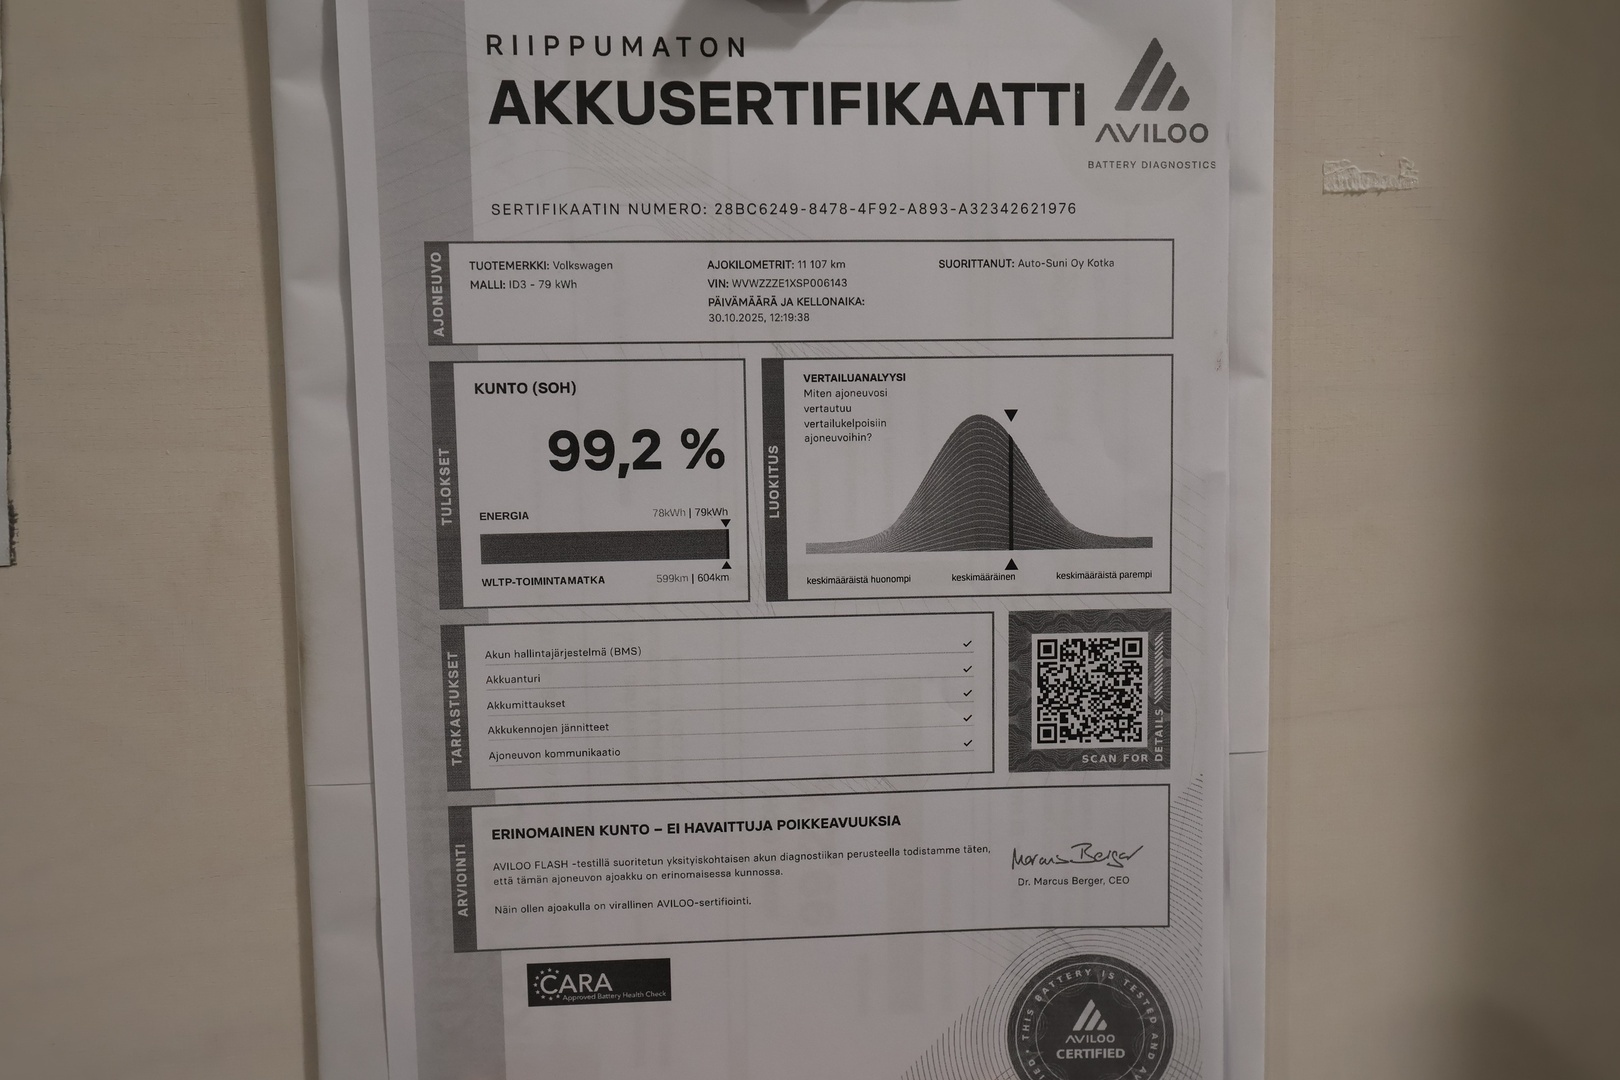 RIIPPUMATON
AKKUSERTIFIKAATTI
AVILOO
BATTERY DIAGNOSTICS
SERTIFIKAATIN NUMERO: 28BC6249-8478-4F92-A893-A32342621976
AJONEUVO
TUOTEMERKKI: Volkswagen
MALLI: ID3 - 79 kWh
AJOKILOMETRIT: 11 107 km
VIN: WVWZZZE1XSP006143
PÄIVÄMÄÄRÄ JA KELLONAIKA:
30.10.2025, 12:19:38
SUORITTANUT: Auto-Suni Oy Kotka
TULOKSET
KUNTO (SOH)
99,2 %
ENERGIA 78kWh | 79kWh
WLTP-TOIMINTAMATKA 599km | 604km
LUOKITUS
VERTAILUANALYYSI
Miten ajoneuvosi
vertautuu
vertailukelpoisiin
ajoneuvoihin?
keskimääräistä huonompi keskimääräinen keskimääräistä parempi
TARKASTUKSET
Akun hallintajärjestelmä (BMS) ✓
Akkuanturi ✓
Akkumittaukset ✓
Akkukennojen jännitteet ✓
Ajoneuvon kommunikaatio ✓
SCAN FOR
DETAILS
ARVIOINTI
ERINOMAINEN KUNTO – EI HAVAITTUJA POIKKEAVUUKSIA
AVILOO FLASH -testillä suoritetun yksityiskohtaisen akun diagnostiikan perusteella todistamme täten,
että tämän ajoneuvon ajoakku on erinomaisessa kunnossa.
Näin ollen ajoakulla on virallinen AVILOO-sertifiointi.
Marcus Berger
Dr. Marcus Berger, CEO
CARA
Approved Battery Health Check
THIS BATTERY IS TESTED AND
AVILOO
CERTIFIED